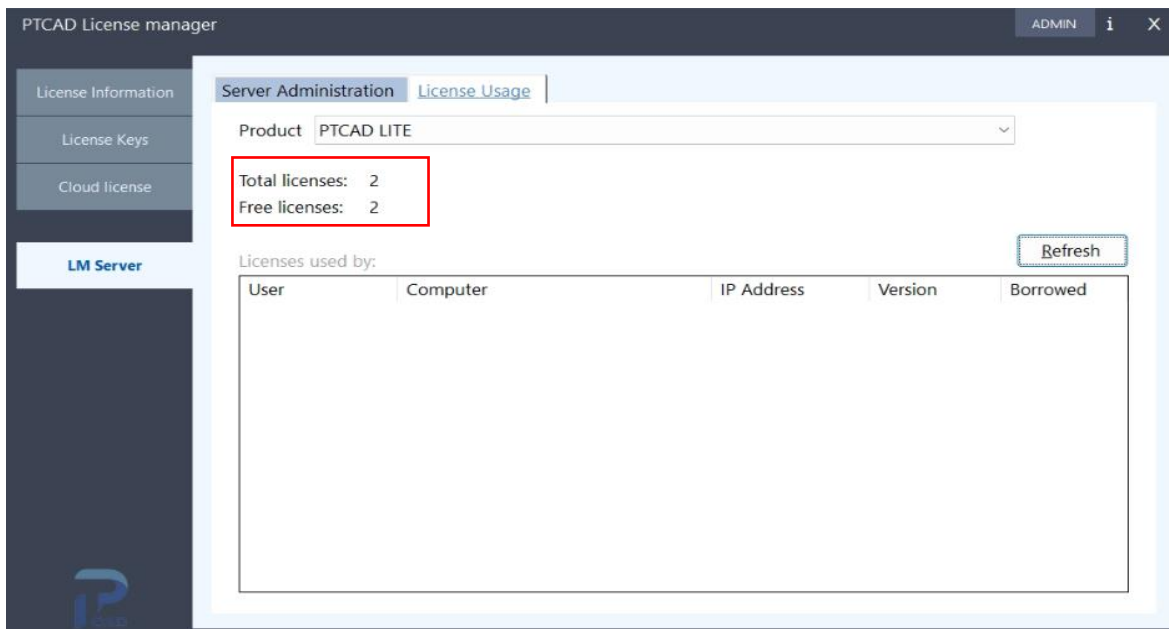 PTCAD License manager
ADMIN i X
License Information
License Keys
Cloud license
LM Server
Server Administration License Usage
Product PTCAD LITE
Total licenses: 2
Free licenses: 2
Refresh
Licenses used by:
User Computer IP Address Version Borrowed